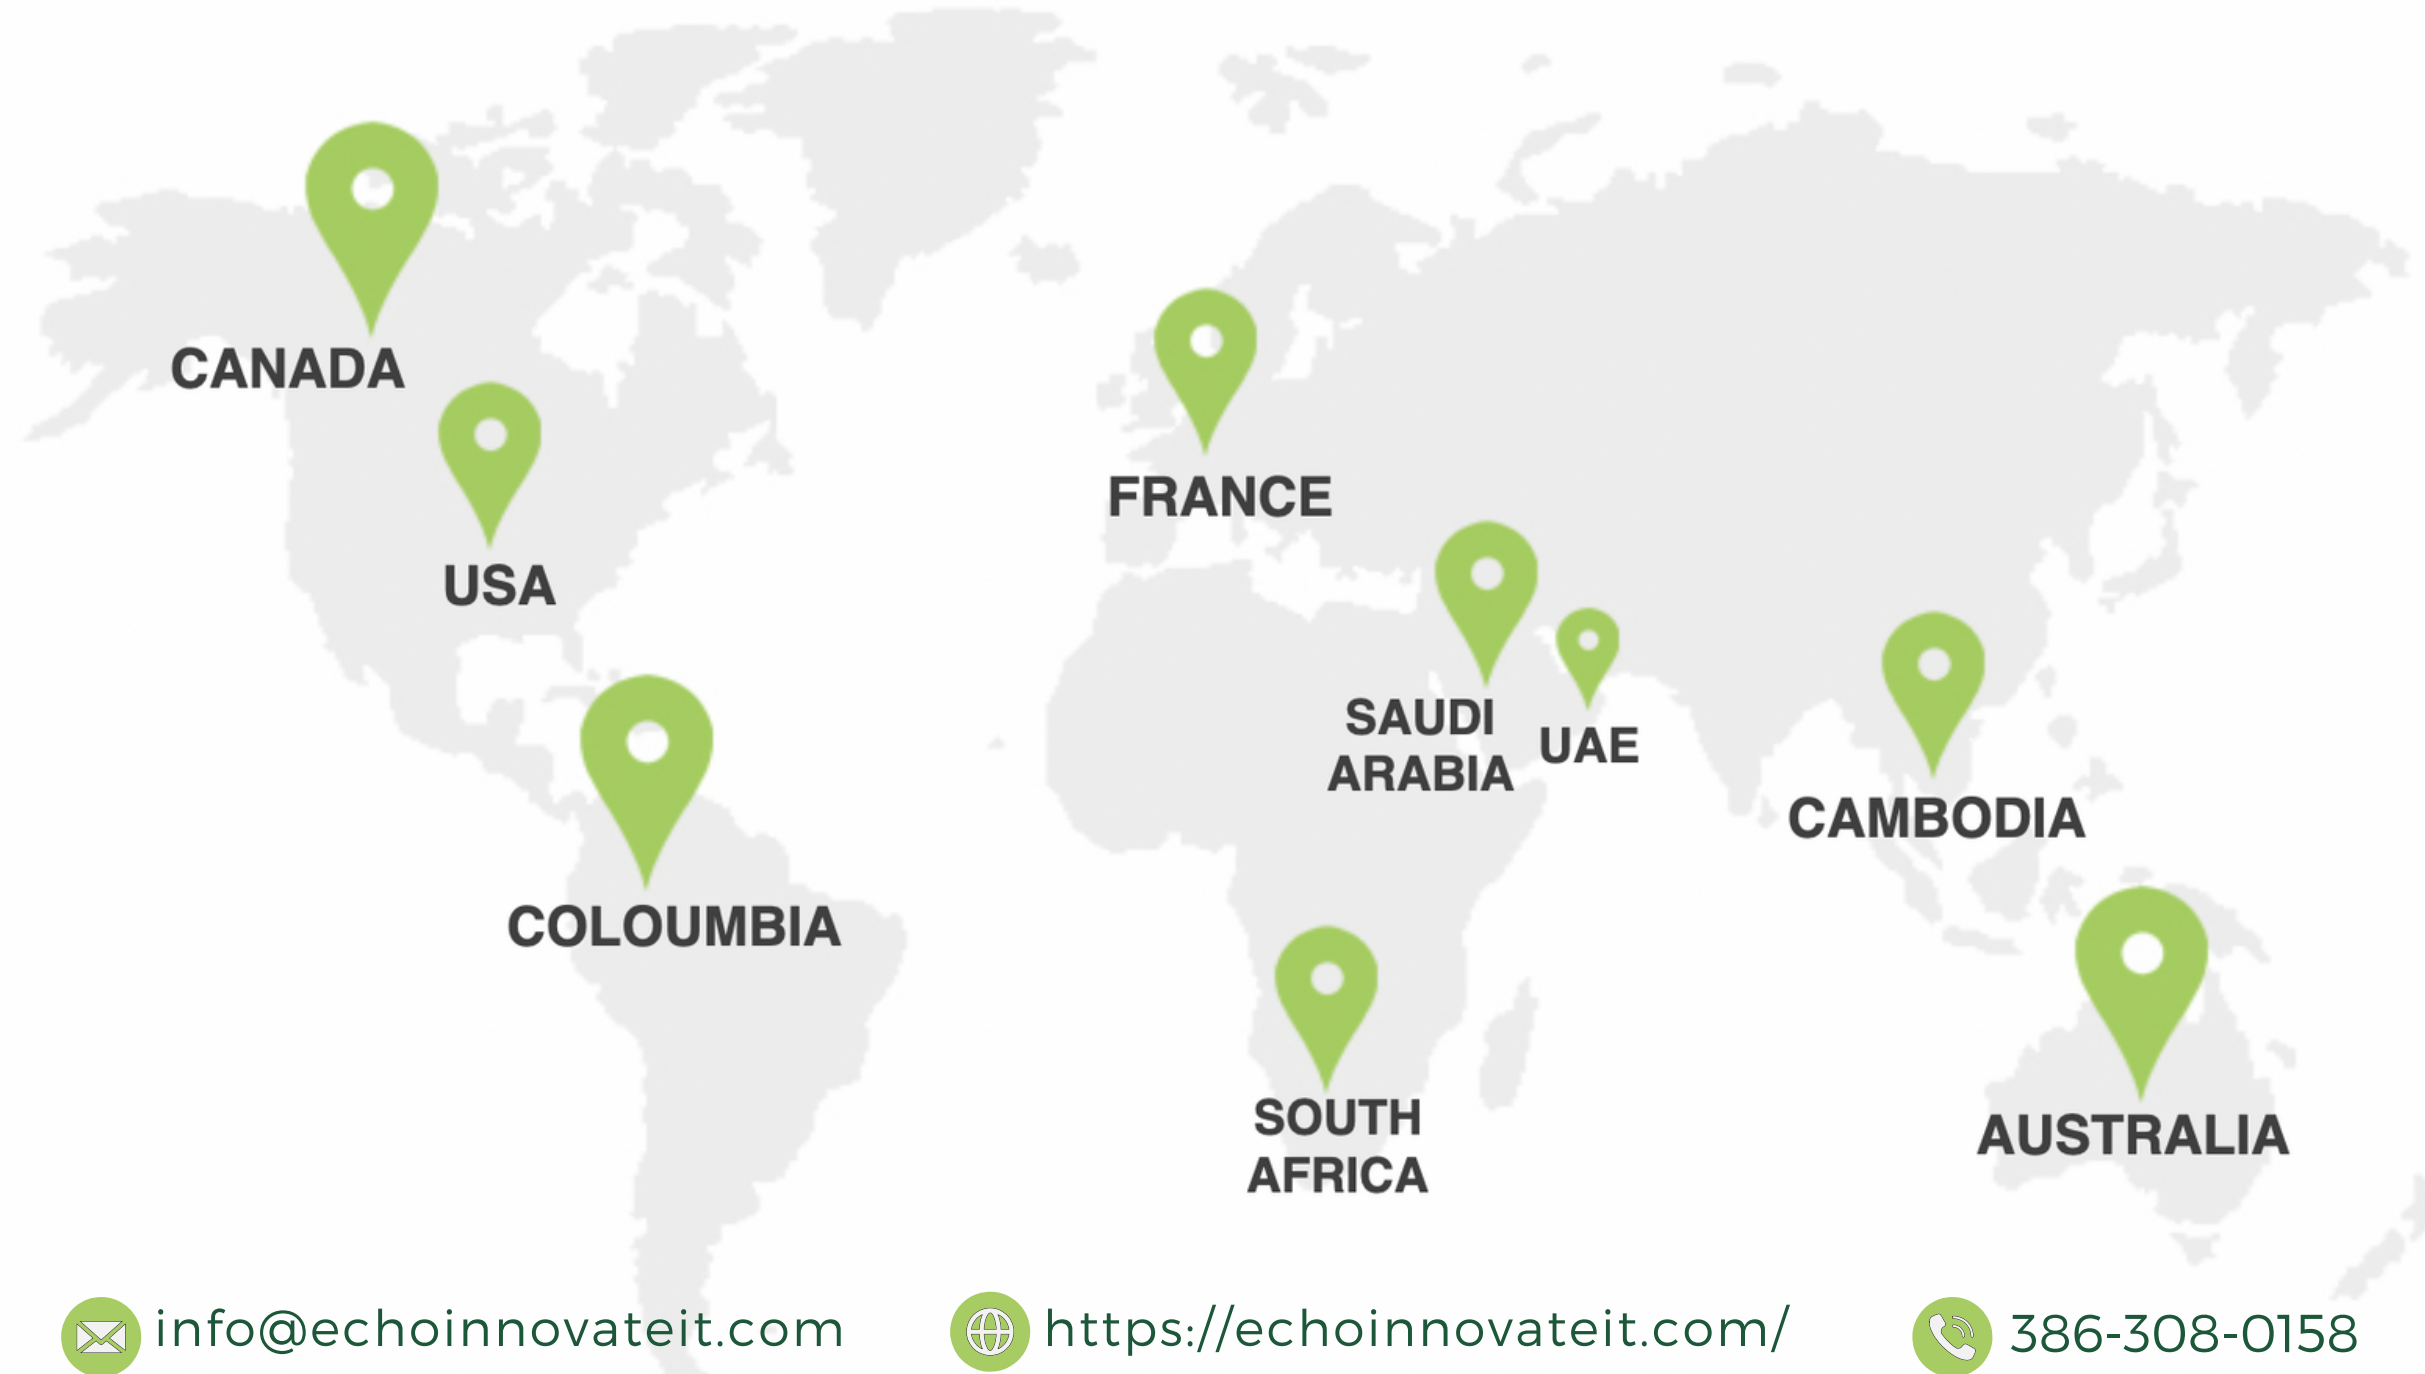 CANADA
USA
FRANCE
SAUDI
ARABIA
UAE
CAMBODIA
COLOUMBIA
SOUTH
AFRICA
AUSTRALIA
info@echoinnovateit.com
https://echoinnovateit.com/
386-308-0158